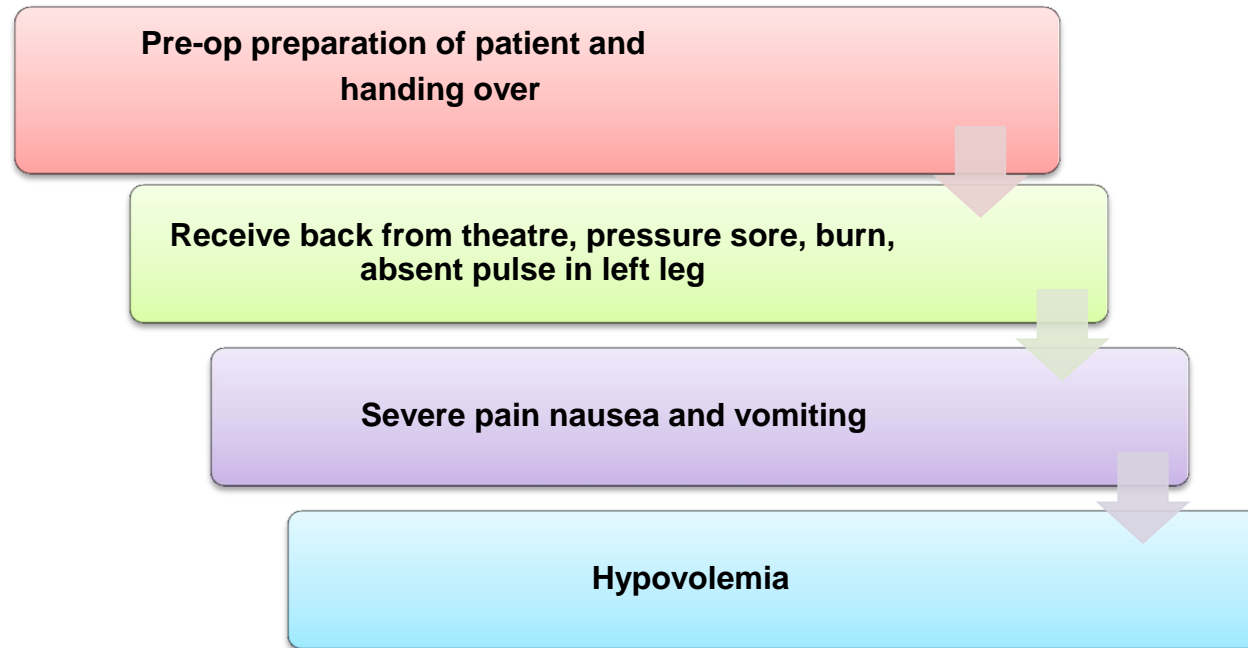 Pre-op preparation of patient and
handing over
Receive back from theatre, pressure sore, burn,
absent pulse in left leg
Severe pain nausea and vomiting
Hypovolemia